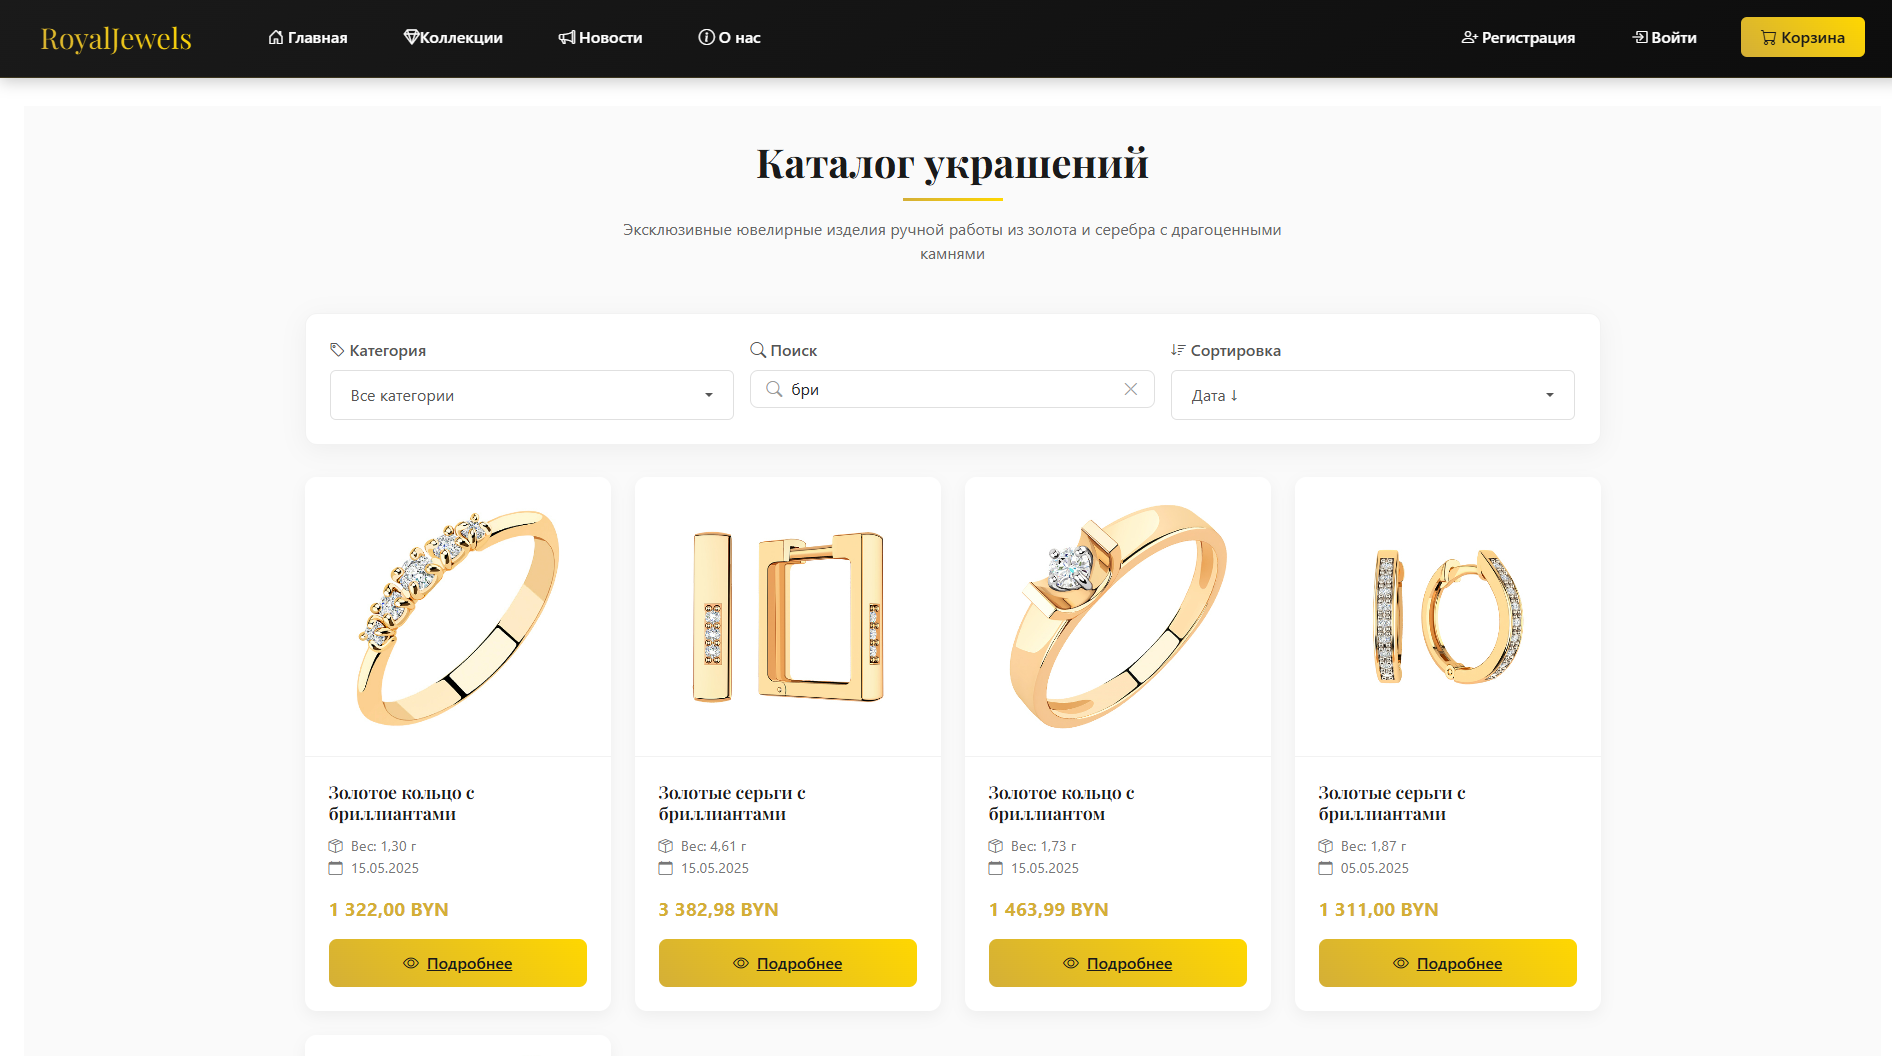 RoyalJewels
Главная
Коллекции
Новости
О нас
Регистрация
Войти
Корзина
Каталог украшений
Эксклюзивные ювелирные изделия ручной работы из золота и серебра с драгоценными
камнями
Категория
Поиск
Сортировка
Все категории
бри
Дата ↓
Золотое кольцо с
бриллиантами
Вес: 1,30 г
15.05.2025
1 322,00 BYN
Подробнее
Золотые серьги с
бриллиантами
Вес: 4,61 г
15.05.2025
3 382,98 BYN
Подробнее
Золотое кольцо с
бриллиантом
Вес: 1,73 г
15.05.2025
1 463,99 BYN
Подробнее
Золотые серьги с
бриллиантами
Вес: 1,87 г
05.05.2025
1 311,00 BYN
Подробнее